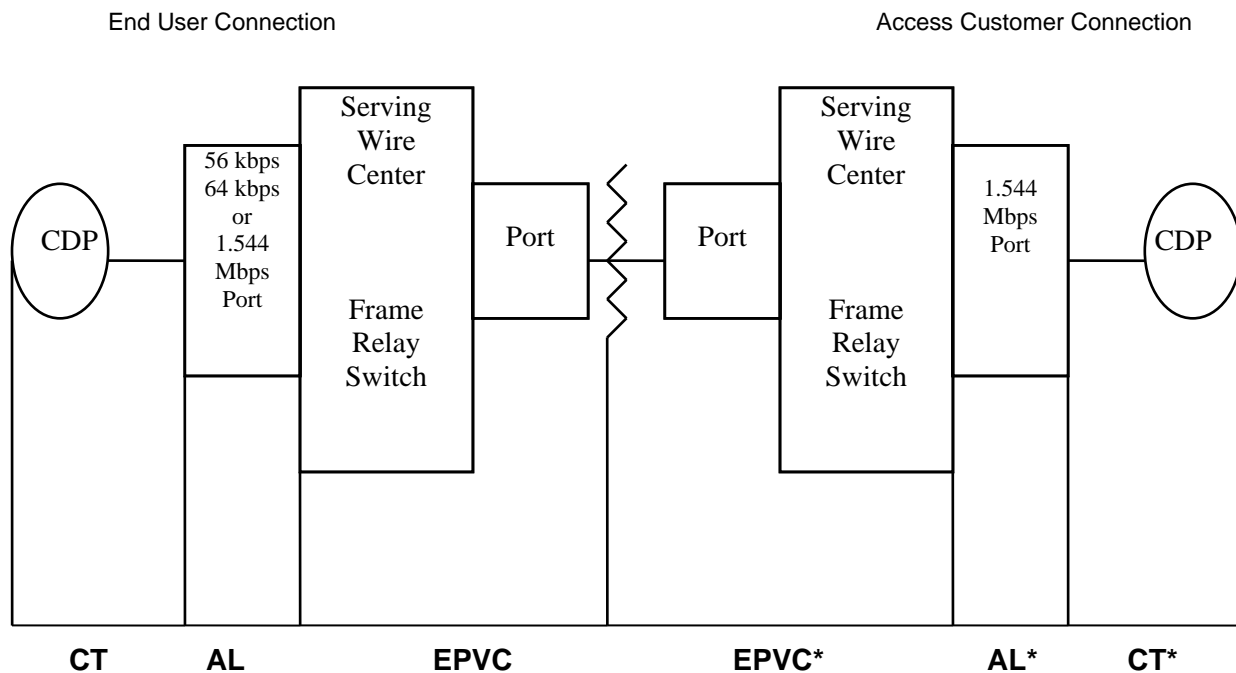 End User Connection
Access Customer Connection
CDP
56 kbps
64 kbps
or
1.544
Mbps
Port
Serving
Wire
Center
Frame
Relay
Switch
Port
Port
Serving
Wire
Center
Frame
Relay
Switch
1.544
Mbps
Port
CDP
CT
AL
EPVC
EPVC*
AL*
CT*